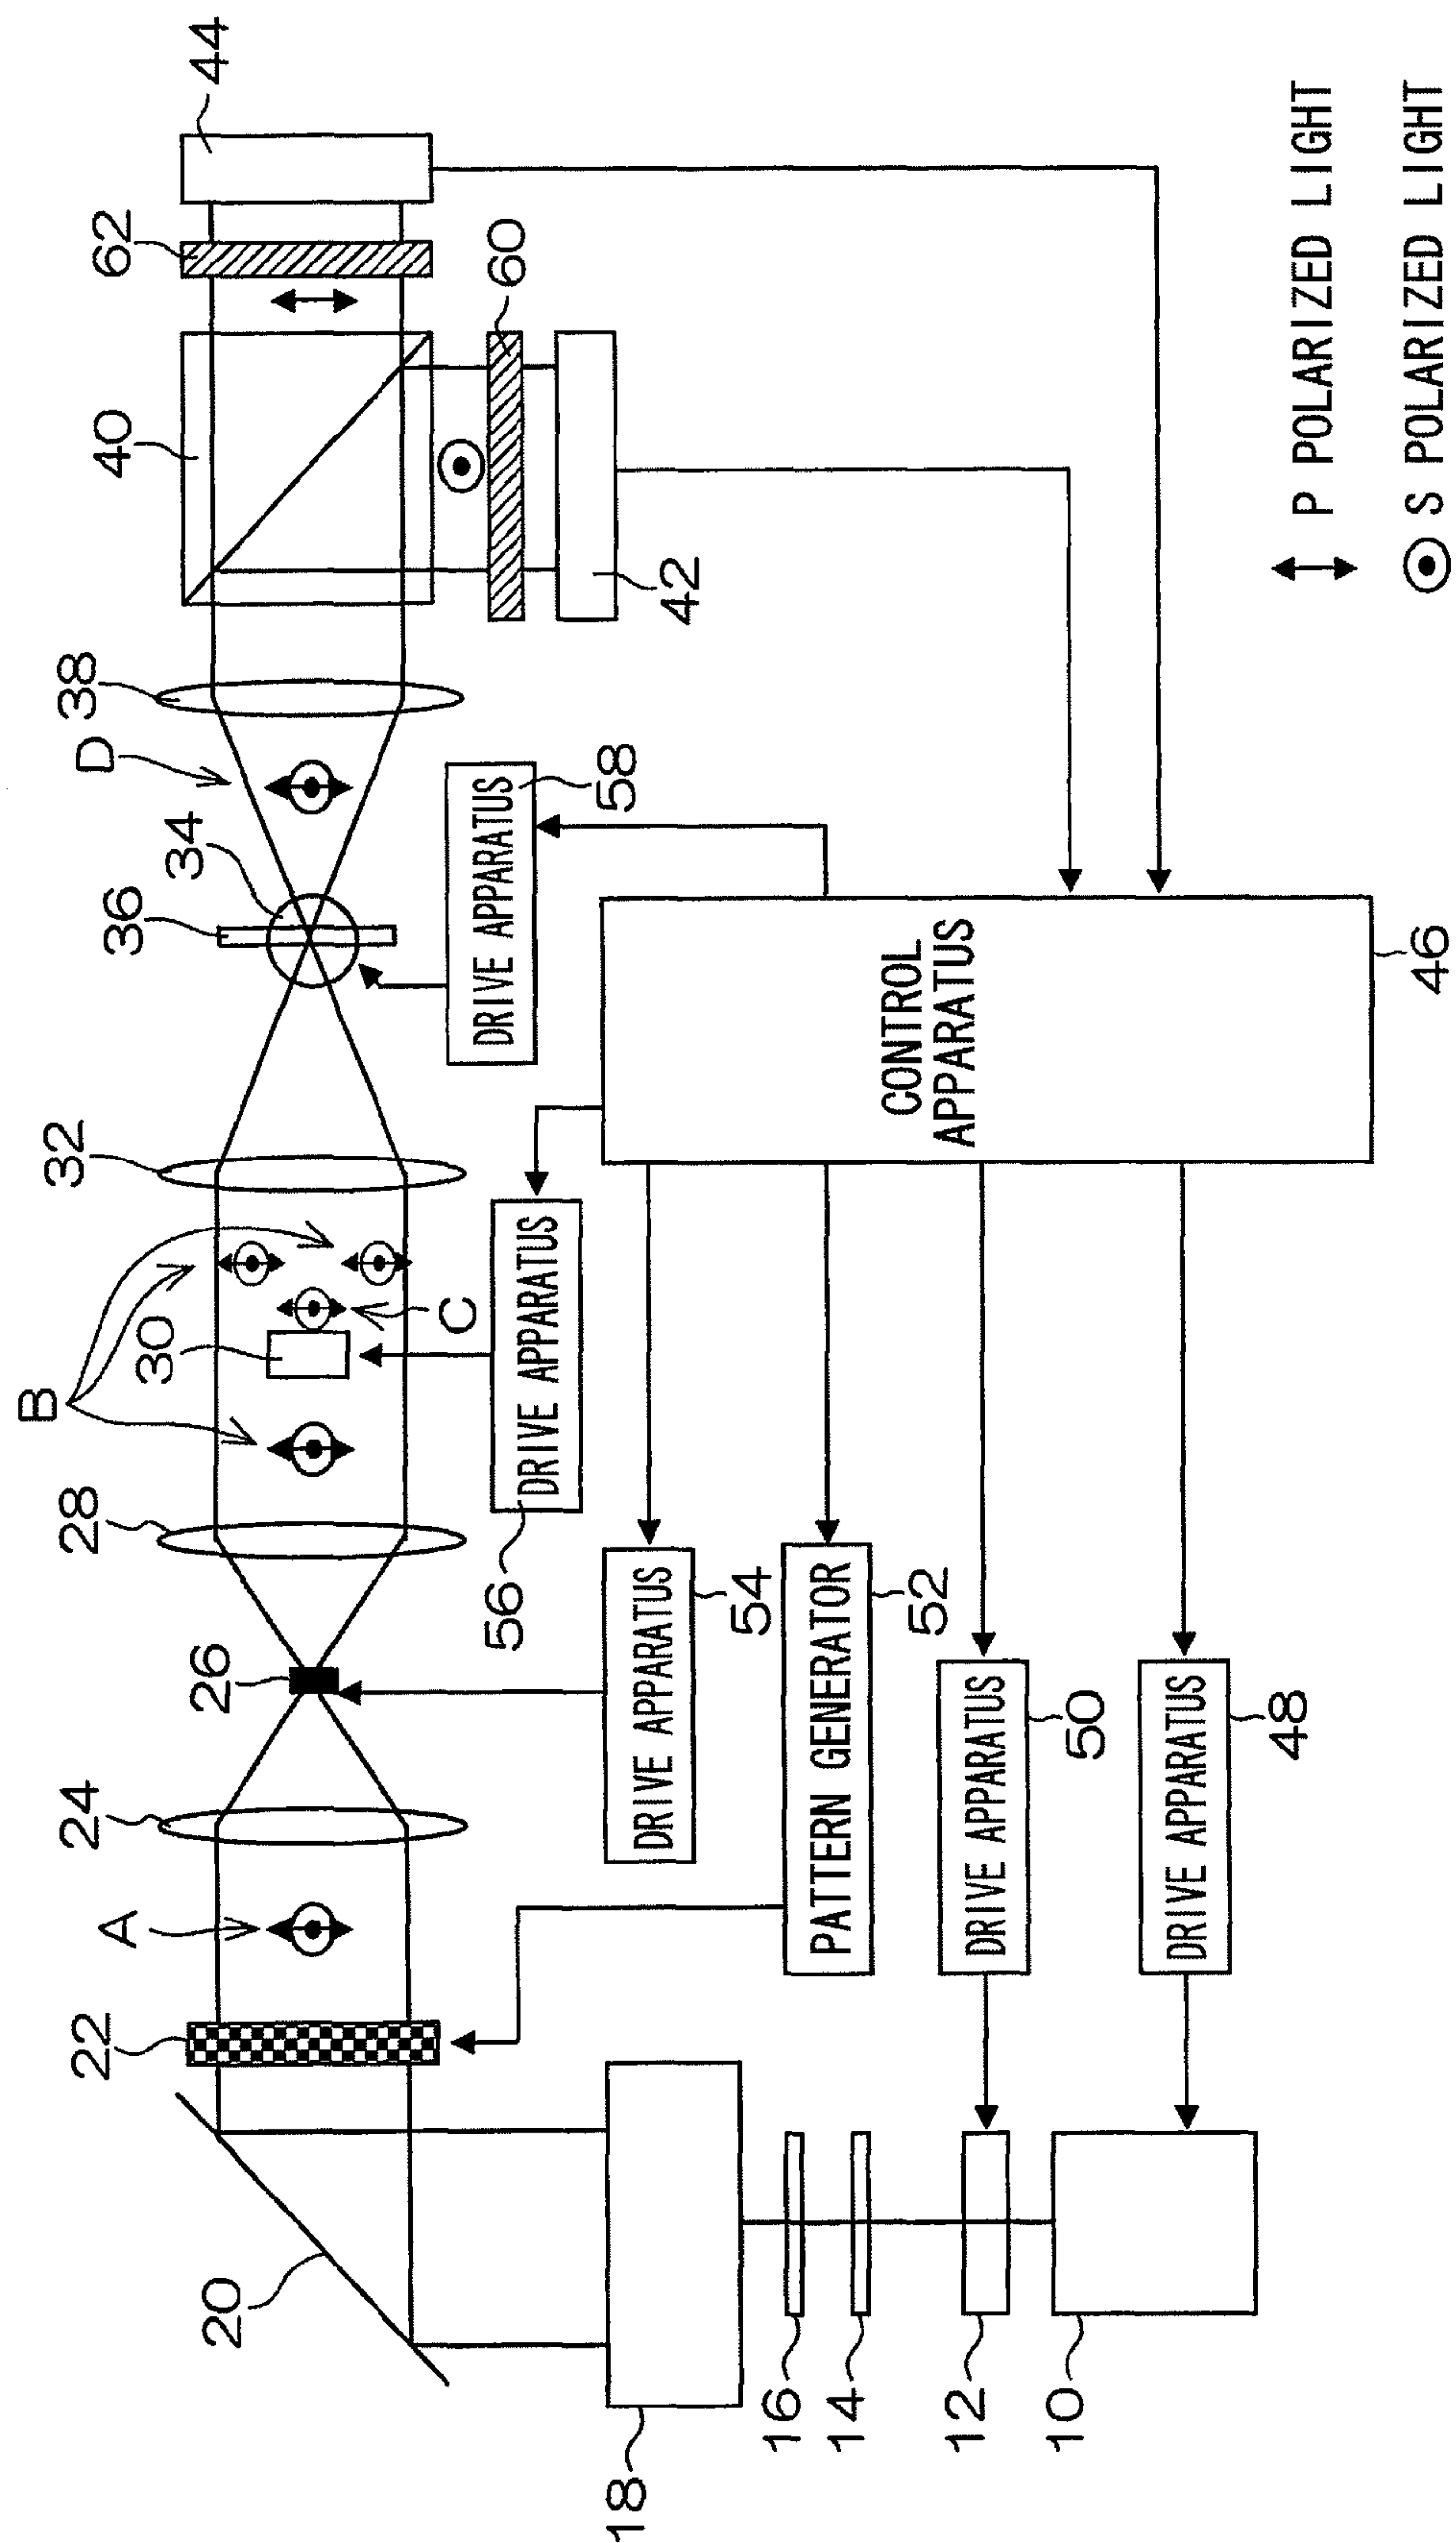 B
32
38
28
24
22
D
A
40
62
36
30
34
44
26
20
C
60
DRIVE APPARATUS
58
56
DRIVE APPARATUS
42
18
DRIVE APPARATUS
54
16
PATTERN GENERATOR
52
14
CONTROL
APPARATUS
46
DRIVE APPARATUS
50
12
DRIVE APPARATUS
48
10
P POLARIZED LIGHT
S POLARIZED LIGHT